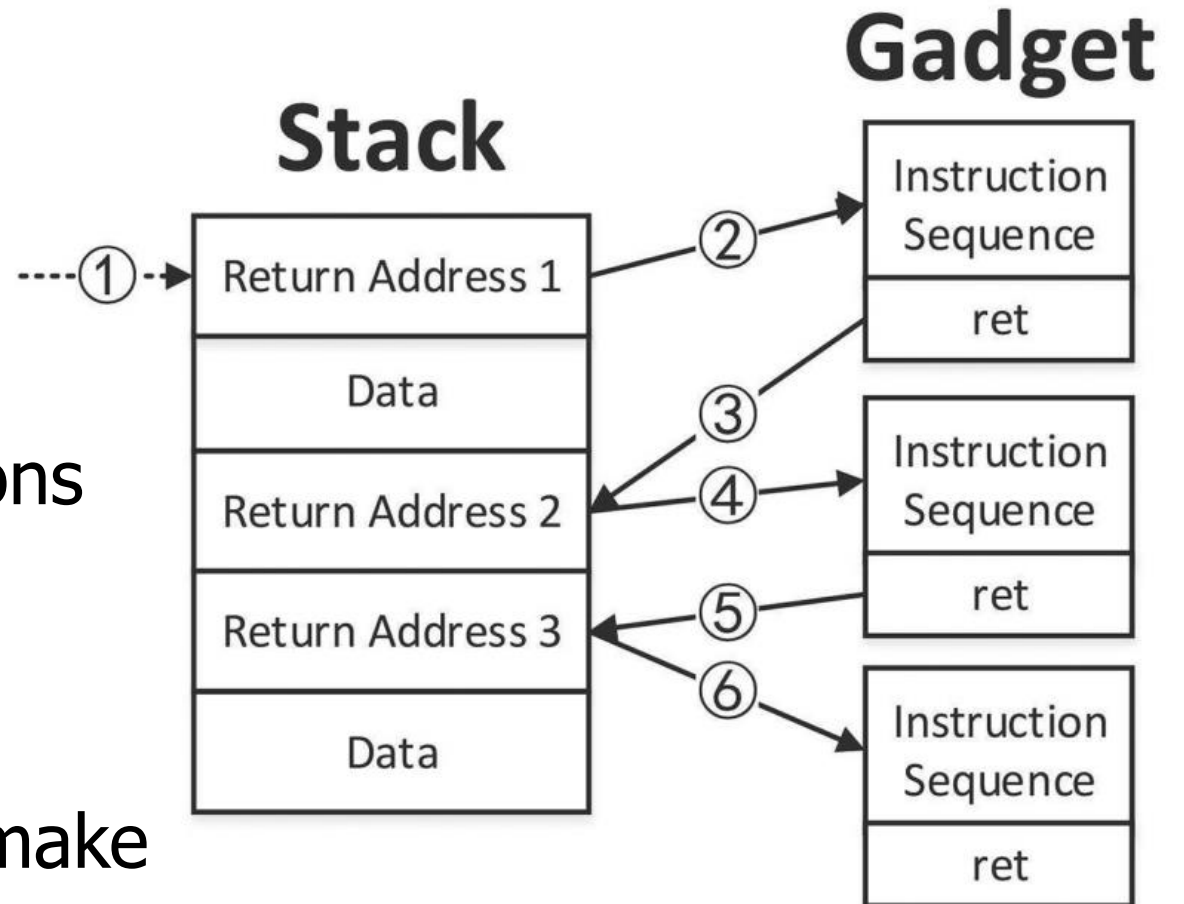 Gadget
Stack
Instruction
Sequence
ret
② 
① 
Return Address 1
Data
③
ons
Return Address 2
④
Instruction
Sequence
ret
Return Address 3
⑤
⑥
Data
Instruction
Sequence
ret
make